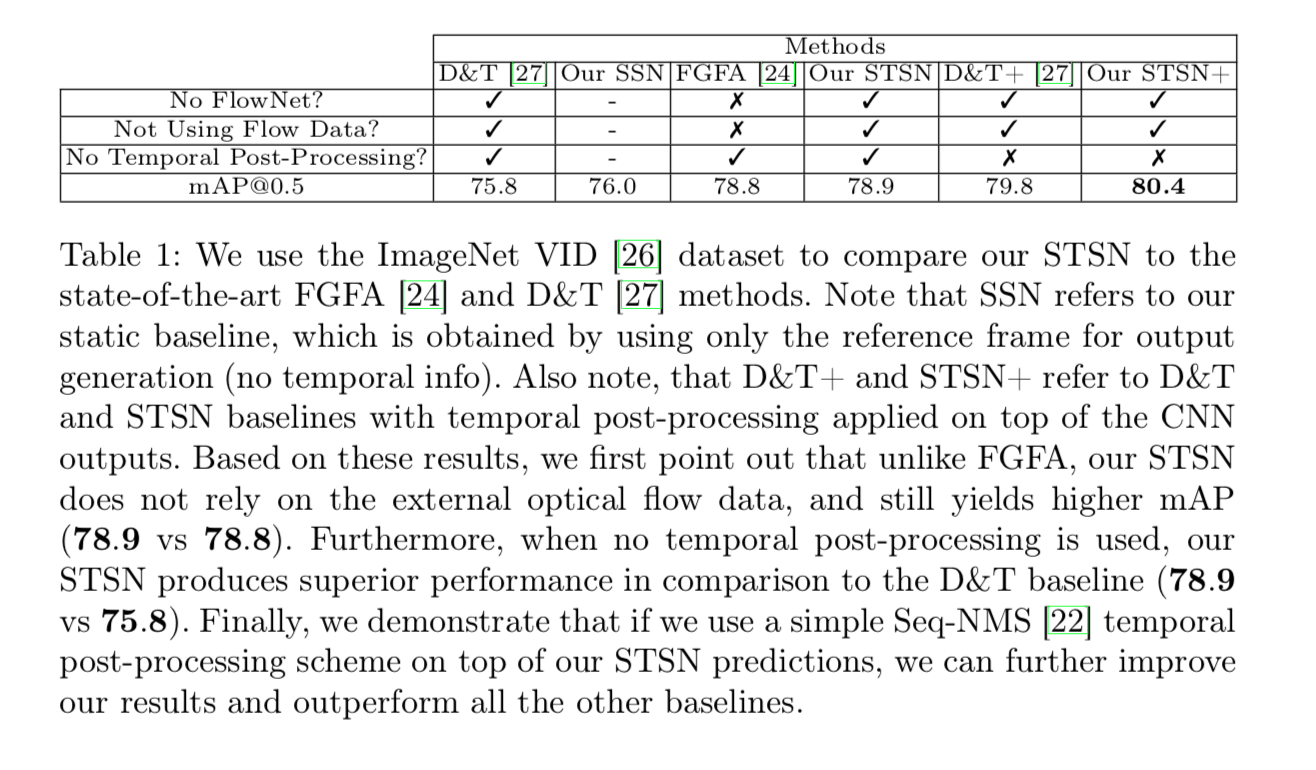 Methods
D&T [27] Our SSN FGFA [24] Our STSN D&T+ [27] Our STSN+
No FlowNet? ✓ - ✗ ✓ ✓ ✓
Not Using Flow Data? ✓ - ✗ ✓ ✓ ✓
No Temporal Post-Processing? ✓ - ✓ ✓ ✗ ✗
mAP@0.5 75.8 76.0 78.8 78.9 79.8 80.4
Table 1: We use the ImageNet VID [26] dataset to compare our STSN to the
state-of-the-art FGFA [24] and D&T [27] methods. Note that SSN refers to our
static baseline, which is obtained by using only the reference frame for output
generation (no temporal info). Also note, that D&T+ and STSN+ refer to D&T
and STSN baselines with temporal post-processing applied on top of the CNN
outputs. Based on these results, we first point out that unlike FGFA, our STSN
does not rely on the external optical flow data, and still yields higher mAP
(78.9 vs 78.8). Furthermore, when no temporal post-processing is used, our
STSN produces superior performance in comparison to the D&T baseline (78.9
vs 75.8). Finally, we demonstrate that if we use a simple Seq-NMS [22] temporal
post-processing scheme on top of our STSN predictions, we can further improve
our results and outperform all the other baselines.